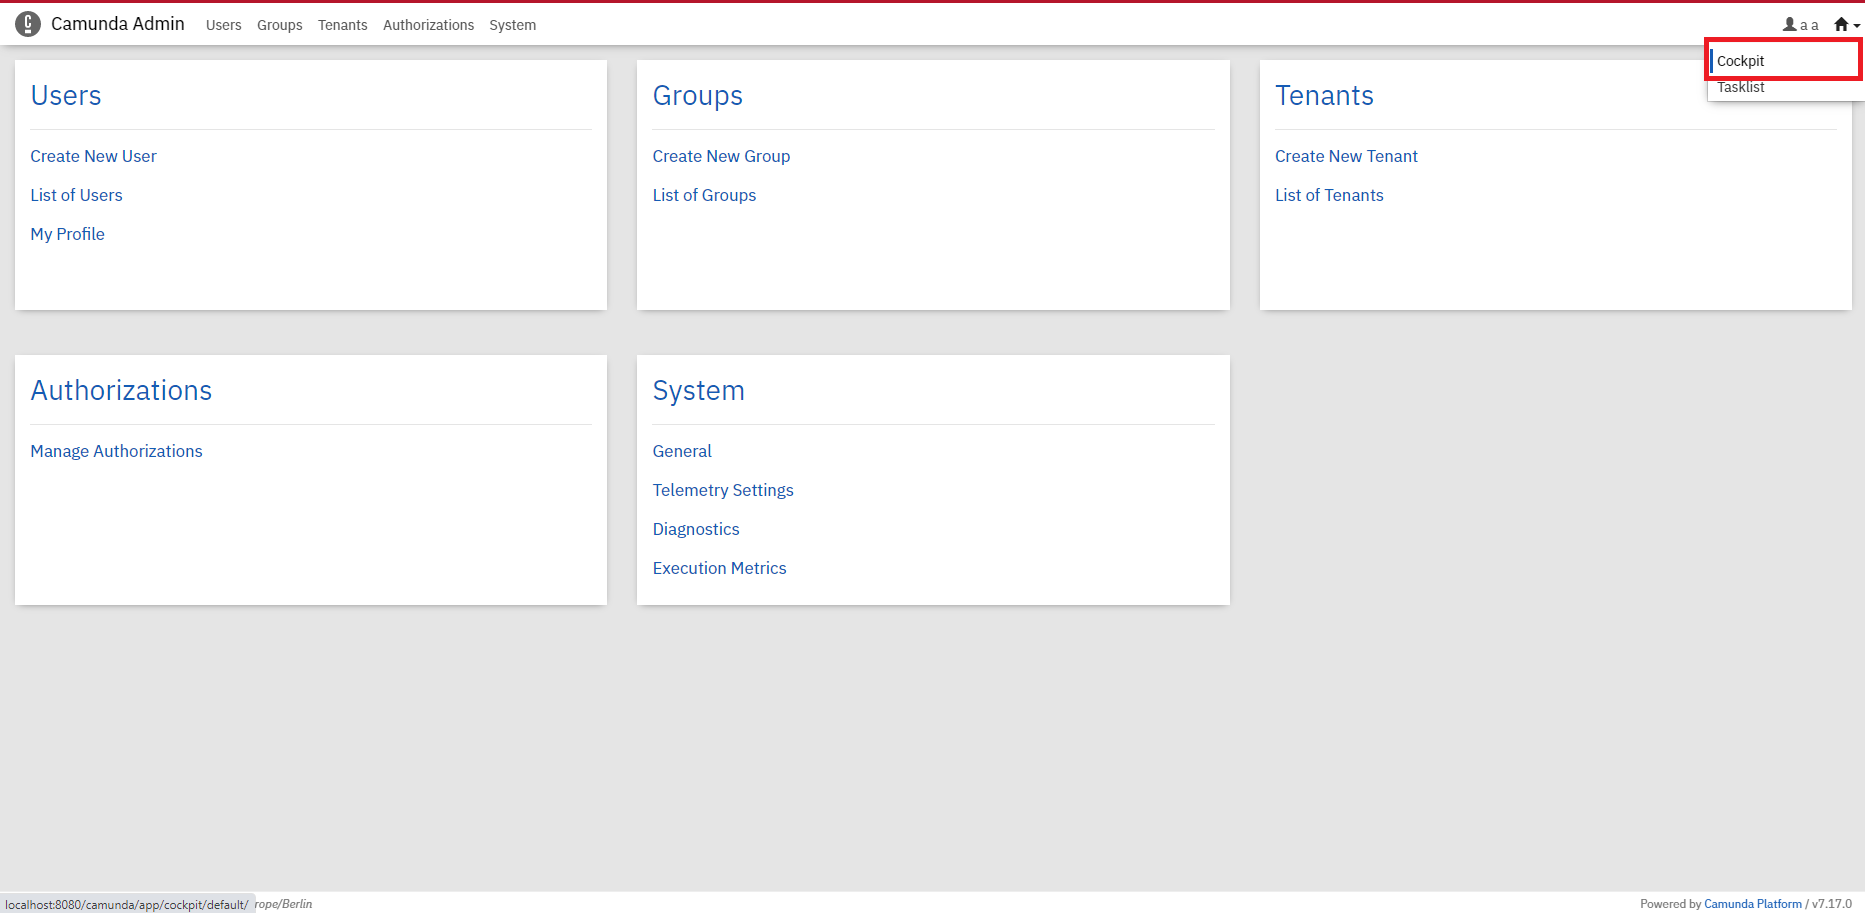 Camunda Admin Users Groups Tenants Authorizations System a a
Cockpit
Tasklist
Users
Create New User
List of Users
My Profile
Groups
Create New Group
List of Groups
Tenants
Create New Tenant
List of Tenants
Authorizations
Manage Authorizations
System
General
Telemetry Settings
Diagnostics
Execution Metrics
localhost:8080/camunda/app/cockpit/default/ rope/Berlin
Powered by Camunda Platform / v7.17.0